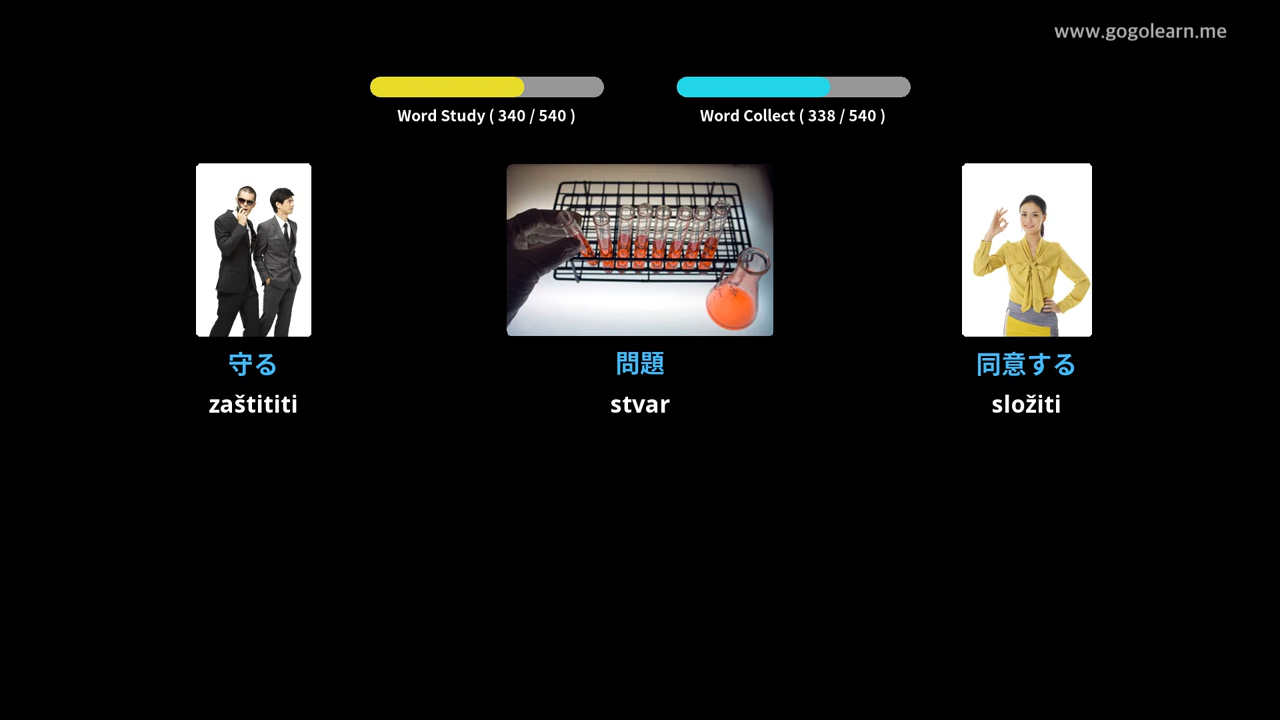 www.gogolearn.me
Word Study ( 340 / 540 )
Word Collect ( 338 / 540 )
守る
問題
同意する
zaštititi
stvar
složiti